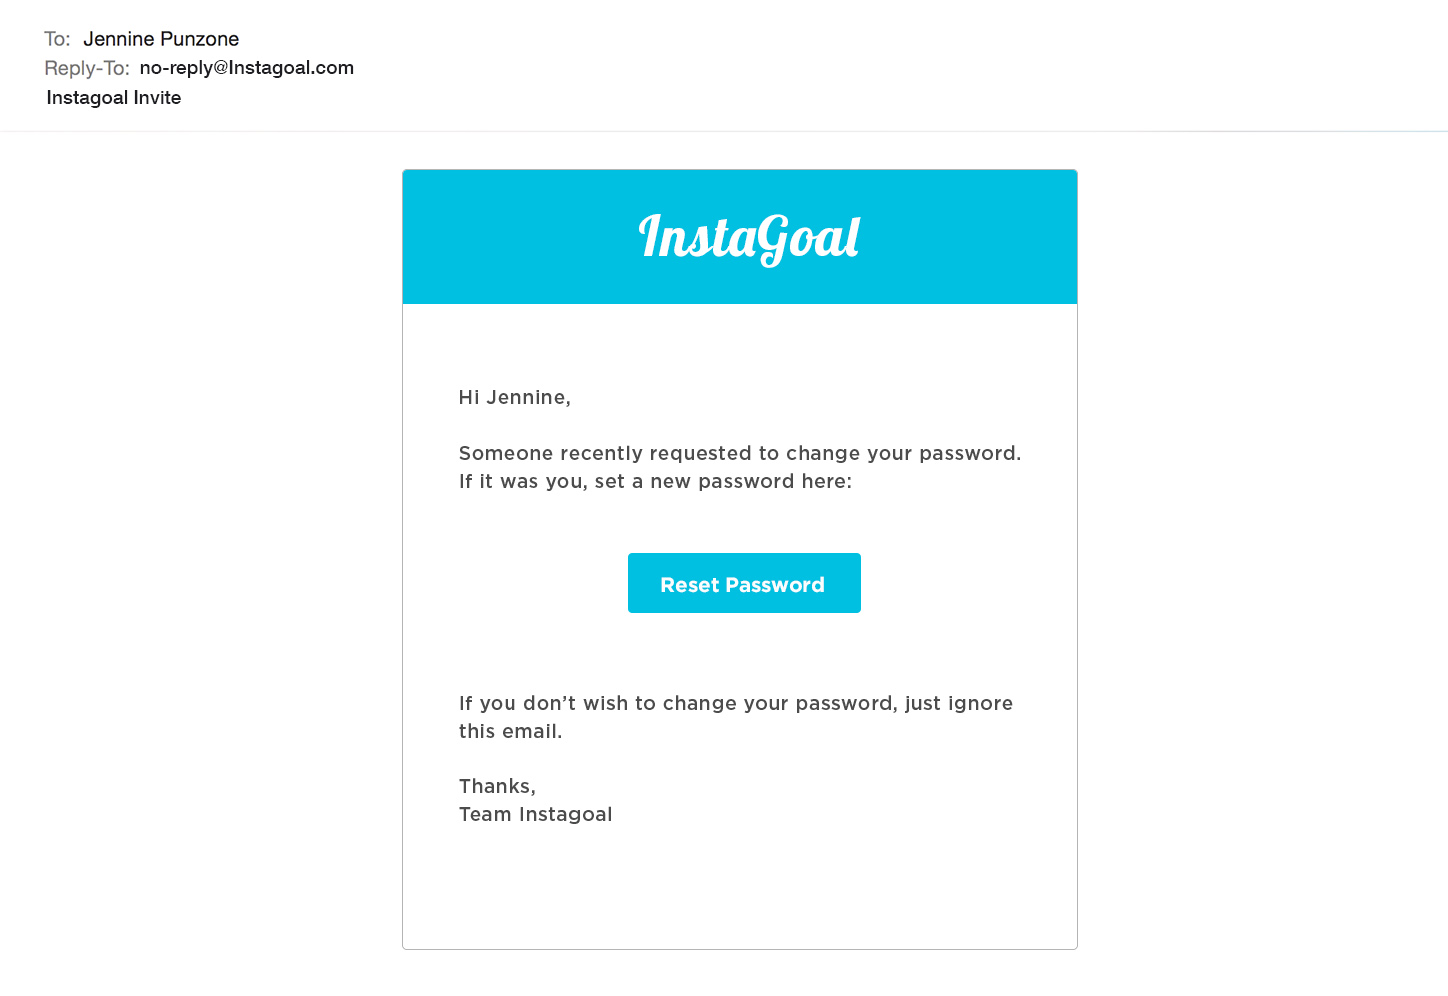 To: Jennine Punzone
Reply-To: no-reply@Instagoal.com
Instagoal Invite
InstaGoal
Hi Jennine,
Someone recently requested to change your password.
If it was you, set a new password here:
Reset Password
If you don’t wish to change your password, just ignore
this email.
Thanks,
Team Instagoal